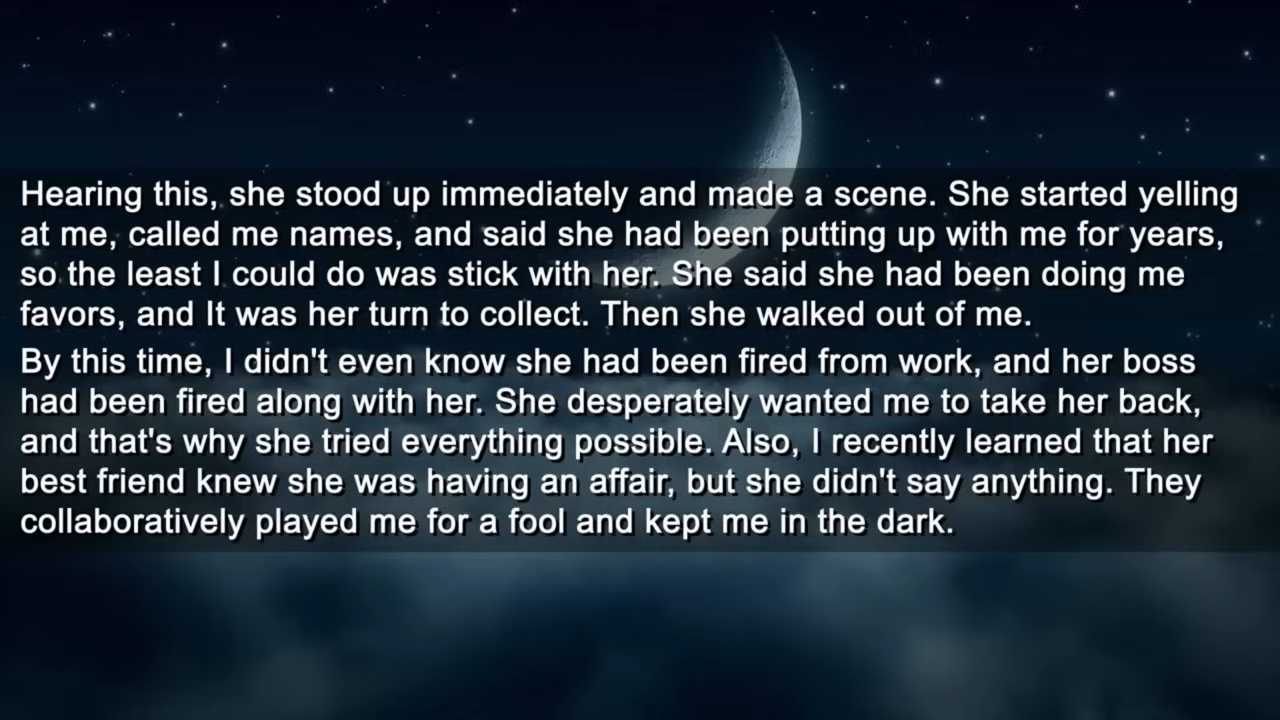 Hearing this, she stood up immediately and made a scene. She started yelling
at me, called me names, and said she had been putting up with me for years,
so the least I could do was stick with her. She said she had been doing me
favors, and It was her turn to collect. Then she walked out of me.
By this time, I didn't even know she had been fired from work, and her boss
had been fired along with her. She desperately wanted me to take her back,
and that's why she tried everything possible. Also, I recently learned that her
best friend knew she was having an affair, but she didn't say anything. They
collaboratively played me for a fool and kept me in the dark.